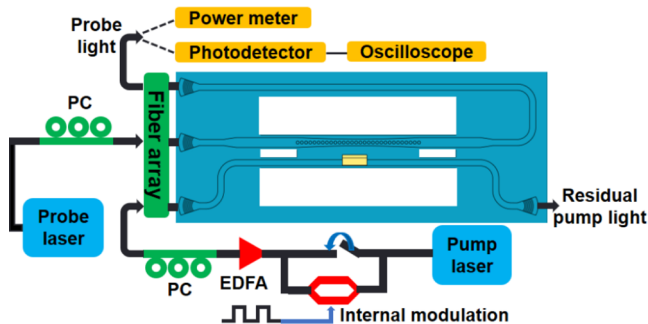 Probe
light
Power meter
Photodetector
Oscilloscope
PC
Fiber array
Probe
laser
Residual
pump light
PC
EDFA
Pump
laser
Internal modulation